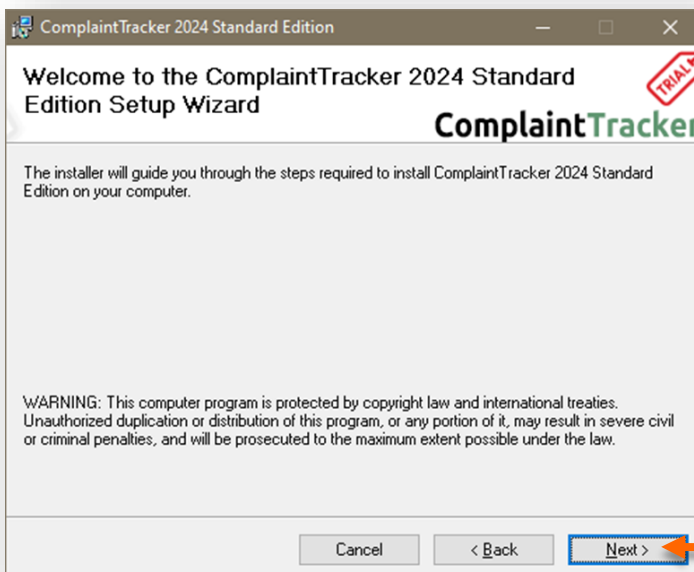 ComplaintTracker 2024 Standard Edition
Welcome to the ComplaintTracker 2024 Standard
Edition Setup Wizard
TRIAL
ComplaintTracker
The installer will guide you through the steps required to install ComplaintTracker 2024 Standard
Edition on your computer.
WARNING: This computer program is protected by copyright law and international treaties.
Unauthorized duplication or distribution of this program, or any portion of it, may result in severe civil
or criminal penalties, and will be prosecuted to the maximum extent possible under the law.
Cancel < Back Next >